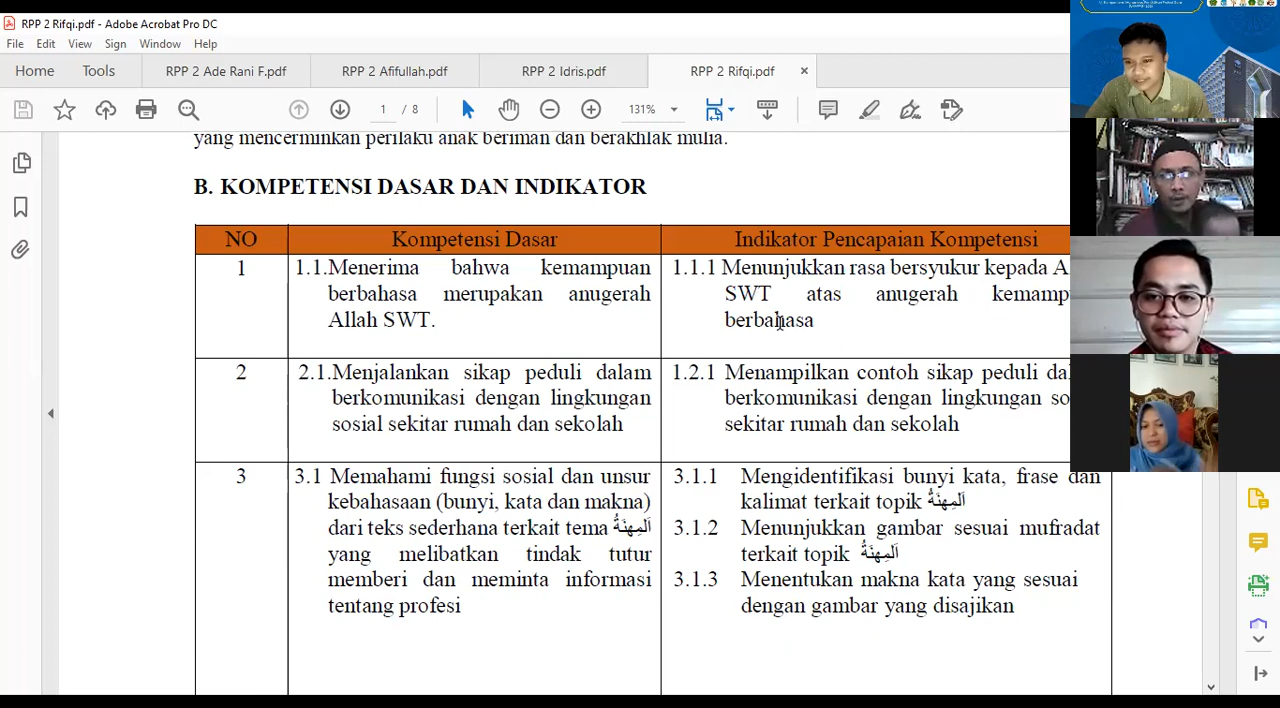 RPP 2 Rifqi.pdf - Adobe Acrobat Pro DC
File Edit View Sign Window Help
Home Tools RPP 2 Ade Rani F.pdf RPP 2 Afifullah.pdf RPP 2 Idris.pdf RPP 2 Rifqi.pdf ×
1 / 8 131%
yang mencerminkan perilaku anak beriman dan berakhlak mulia.
B. KOMPETENSI DASAR DAN INDIKATOR
NO Kompetensi Dasar Indikator Pencapaian Kompetensi
1
1.1.Menerima bahwa kemampuan
berbahasa merupakan anugerah
Allah SWT.
1.1.1 Menunjukkan rasa bersyukur kepada A
SWT atas anugerah kemamp
berbahasa
2
2.1.Menjalankan sikap peduli dalam
berkomunikasi dengan lingkungan
sosial sekitar rumah dan sekolah
1.2.1 Menampilkan contoh sikap peduli da
berkomunikasi dengan lingkungan so
sekitar rumah dan sekolah
3
3.1 Memahami fungsi sosial dan unsur
kebahasaan (bunyi, kata dan makna)
dari teks sederhana terkait tema اَلمِهنَةُ
yang melibatkan tindak tutur
memberi dan meminta informasi
tentang profesi
3.1.1 Mengidentifikasi bunyi kata, frase dan
kalimat terkait topik اَلمِهنَةُ
3.1.2 Menunjukkan gambar sesuai mufradat
terkait topik اَلمِهنَةُ
3.1.3 Menentukan makna kata yang sesuai
dengan gambar yang disajikan